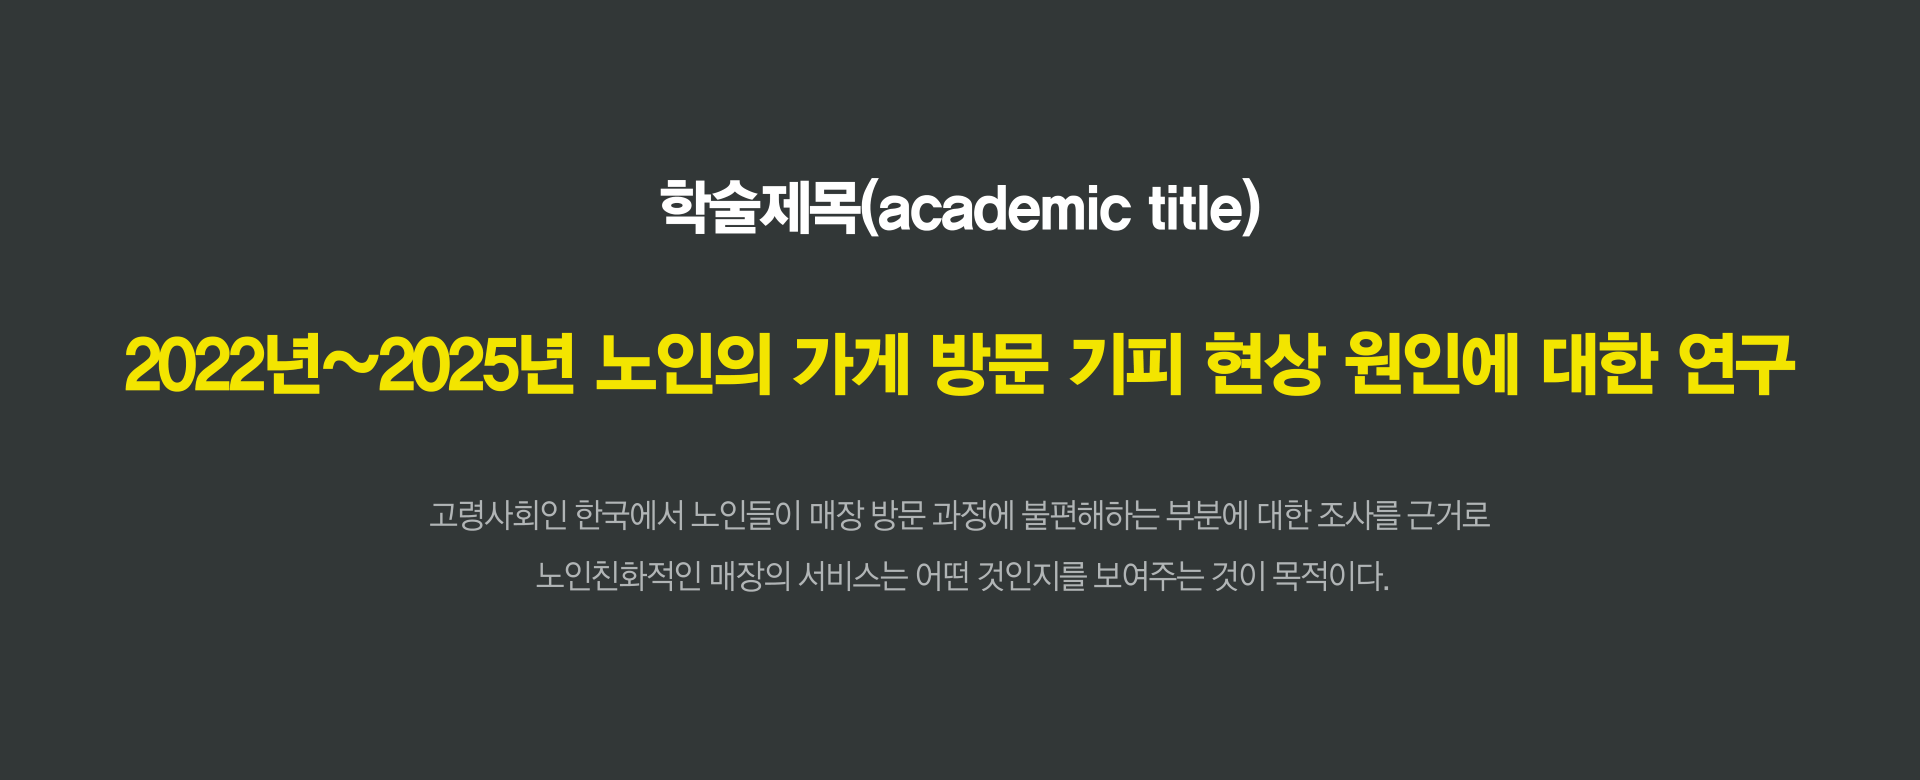 학술제목(academic title)
2022년~2025년 노인의 가게 방문 기피 현상 원인에 대한 연구
고령사회인 한국에서 노인들이 매장 방문 과정에 불편해하는 부분에 대한 조사를 근거로
노인친화적인 매장의 서비스는 어떤 것인지를 보여주는 것이 목적이다.